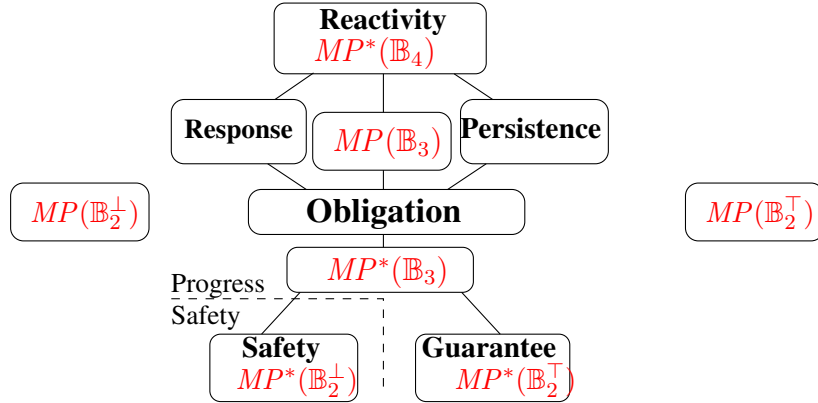 Reactivity
MP*(𝔹₄)
Response
MP(𝔹₃)
Persistence
MP(𝔹₂^⊥)
Obligation
MP(𝔹₂^⊤)
MP*(𝔹₃)
Progress
Safety
Safety
MP*(𝔹₂^⊥)
Guarantee
MP*(𝔹₂^⊤)